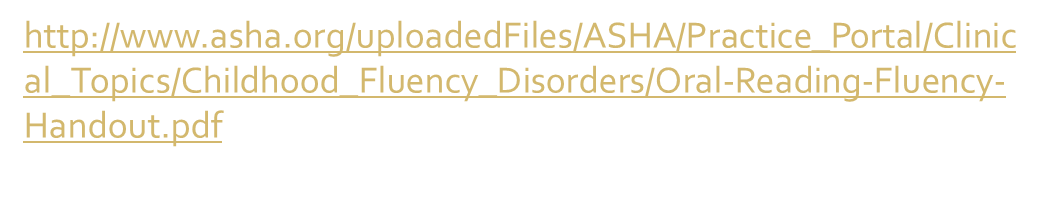 http://www.asha.org/uploadedFiles/ASHA/Practice_Portal/Clinic
al_Topics/Childhood_Fluency_Disorders/Oral-Reading-Fluency-
Handout.pdf